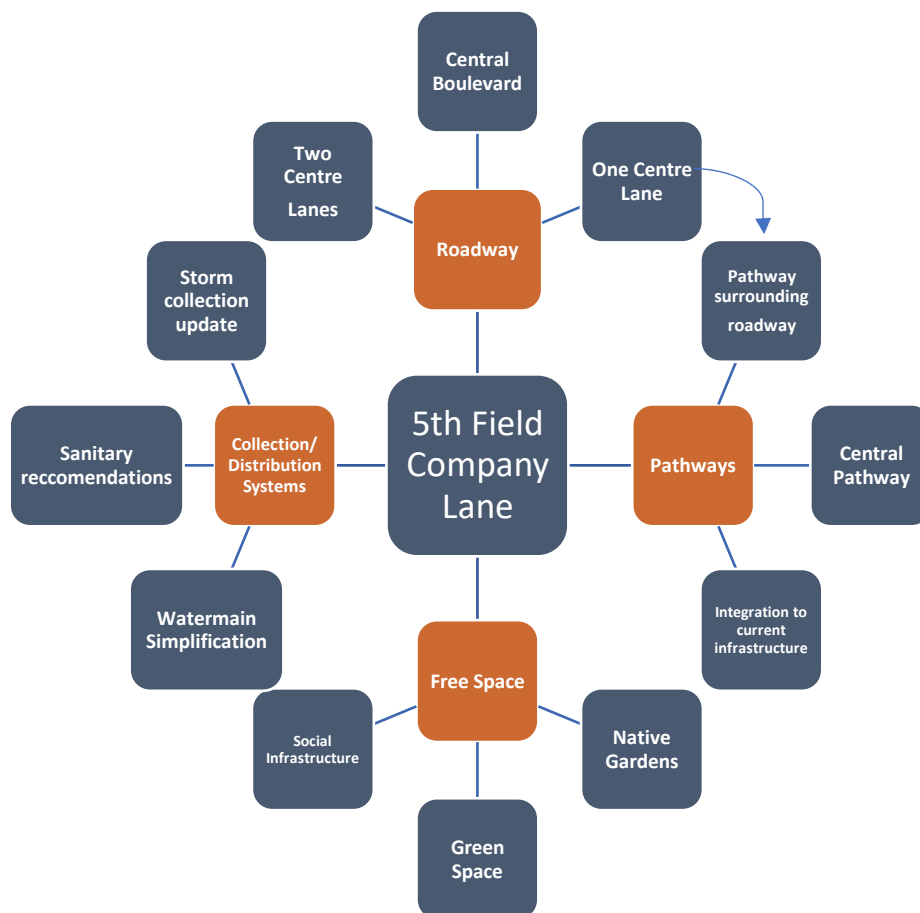 Central
Boulevard
Two
Centre
Lanes
One Centre
Lane
Roadway
Storm
collection
update
Pathway
surrounding
roadway
5th Field
Company
Lane
Sanitary
reccomendations
Collection/
Distribution
Systems
Pathways
Central
Pathway
Watermain
Simplification
Integration to
current
infrastructure
Free Space
Social
Infrastructure
Native
Gardens
Green
Space